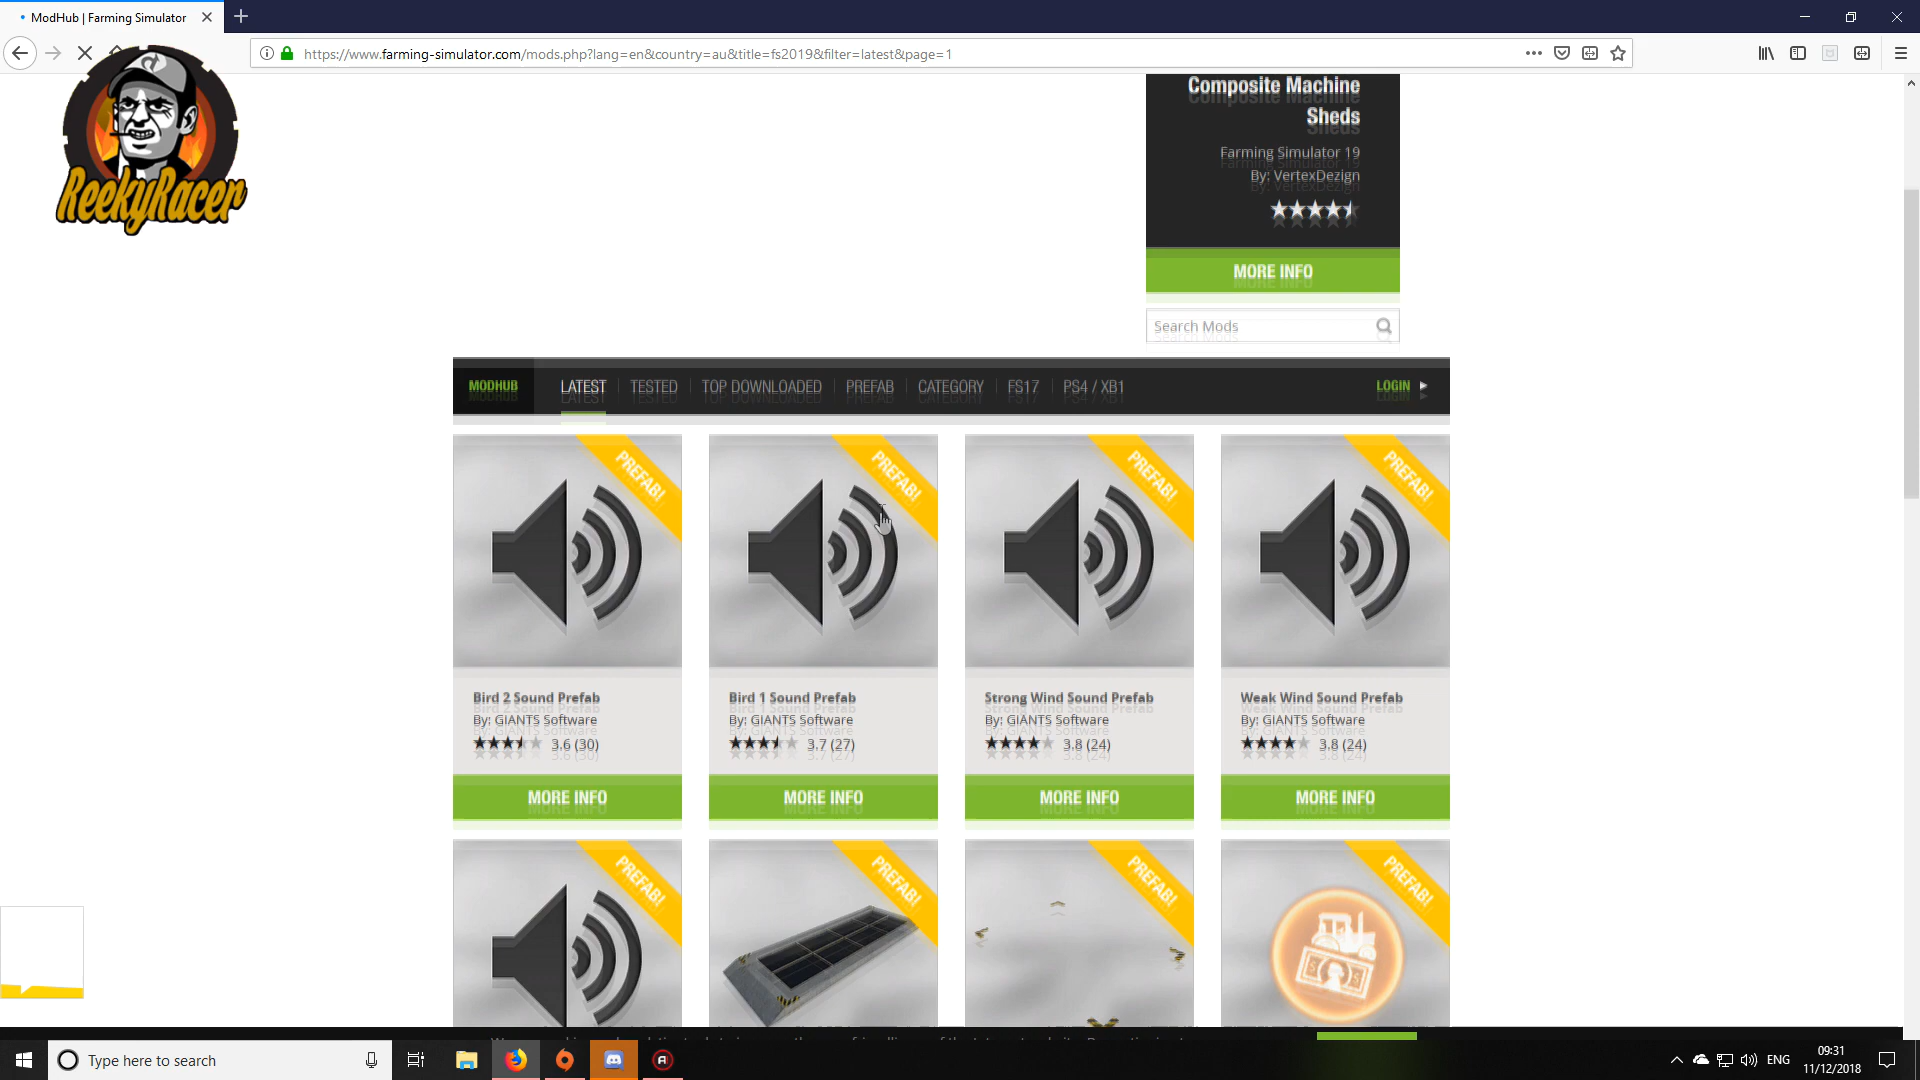 ModHub | Farming Simulator
https://www.farming-simulator.com/mods.php?lang=en&country=au&title=fs2019&filter=latest&page=1
ReekyRacer
Composite Machine
Sheds
Farming Simulator 19
By: VertexDezign
MORE INFO
Search Mods
MODHUB LATEST TESTED TOP DOWNLOADED PREFAB CATEGORY FS17 PS4 / XB1 LOGIN
PREFAB! PREFAB! PREFAB! PREFAB!
Bird 2 Sound Prefab Bird 1 Sound Prefab Strong Wind Sound Prefab Weak Wind Sound Prefab
By: GIANTS Software By: GIANTS Software By: GIANTS Software By: GIANTS Software
3.6 (30) 3.7 (27) 3.8 (24) 3.8 (24)
MORE INFO MORE INFO MORE INFO MORE INFO
PREFAB! PREFAB! PREFAB! PREFAB!
Type here to search
ENG
09:31
11/12/2018